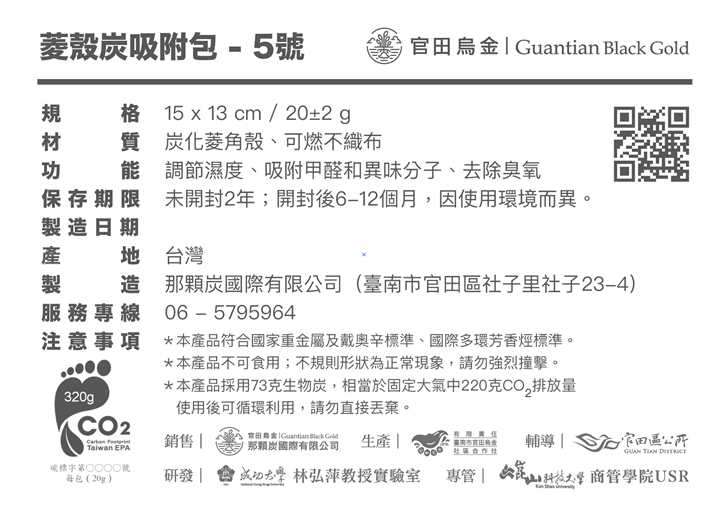 菱殼炭吸附包 - 5號
官田烏金 | Guantian Black Gold
規格 15 x 13 cm / 20±2 g
材質 炭化菱角殼、可燃不織布
功能 調節濕度、吸附甲醛和異味分子、去除臭氧
保存期限 未開封2年；開封後6-12個月，因使用環境而異。
製造日期
產地 台灣
製造 那顆炭國際有限公司（臺南市官田區社子里社子23-4）
服務專線 06 - 5795964
注意事項 *本產品符合國家重金屬及戴奧辛標準、國際多環芳香烴標準。
*本產品不可食用；不規則形狀為正常現象，請勿強烈撞擊。
*本產品採用73克生物炭，相當於固定大氣中220克CO2排放量
使用後可循環利用，請勿直接丟棄。
320g
CO2
Carbon Footprint
Taiwan EPA
碳標字第〇〇〇〇號
每包（20g）
銷售 | 官田烏金 | Guantian Black Gold 那顆炭國際有限公司
生產 | 有限責任 臺南市官田烏金 社區合作社
輔導 | 官田區公所 GUAN TIAN DISTRICT
研發 | 成功大學 National Cheng Kung University 林弘萍教授實驗室
專管 | 崑山科技大學 Kun Shan University 商管學院USR